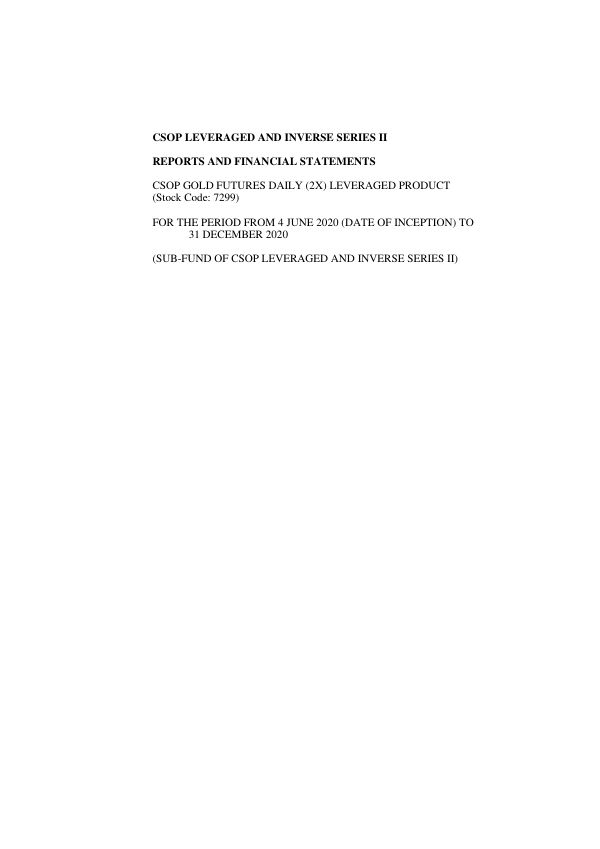 CSOP LEVERAGED AND INVERSE SERIES II
REPORTS AND FINANCIAL STATEMENTS
CSOP GOLD FUTURES DAILY (2X) LEVERAGED PRODUCT
(Stock Code: 7299)
FOR THE PERIOD FROM 4 JUNE 2020 (DATE OF INCEPTION) TO
31 DECEMBER 2020
(SUB-FUND OF CSOP LEVERAGED AND INVERSE SERIES II)